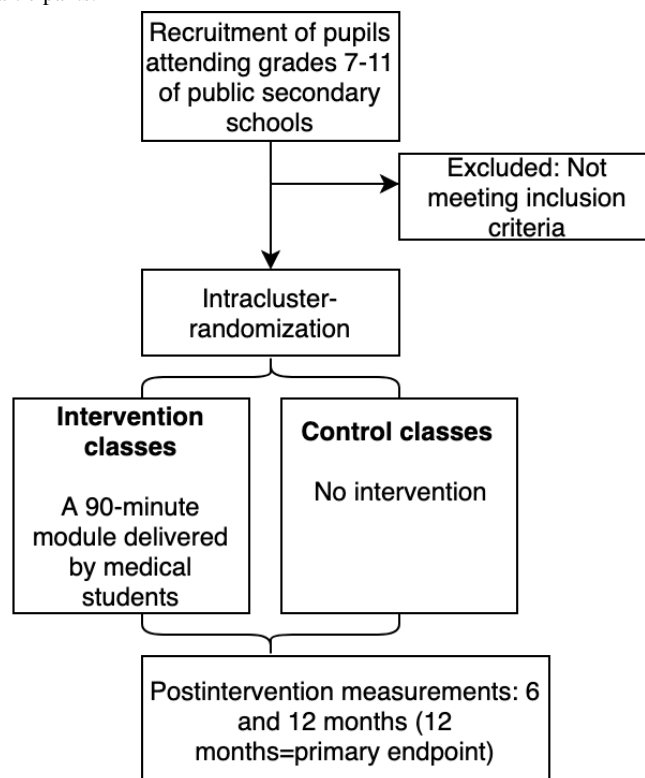 Recruitment of pupils
attending grades 7-11
of public secondary
schools
Excluded: Not
meeting inclusion
criteria
Intracluster-
randomization
Intervention
classes
A 90-minute
module delivered
by medical
students
Control classes
No intervention
Postintervention measurements: 6
and 12 months (12
months=primary endpoint)